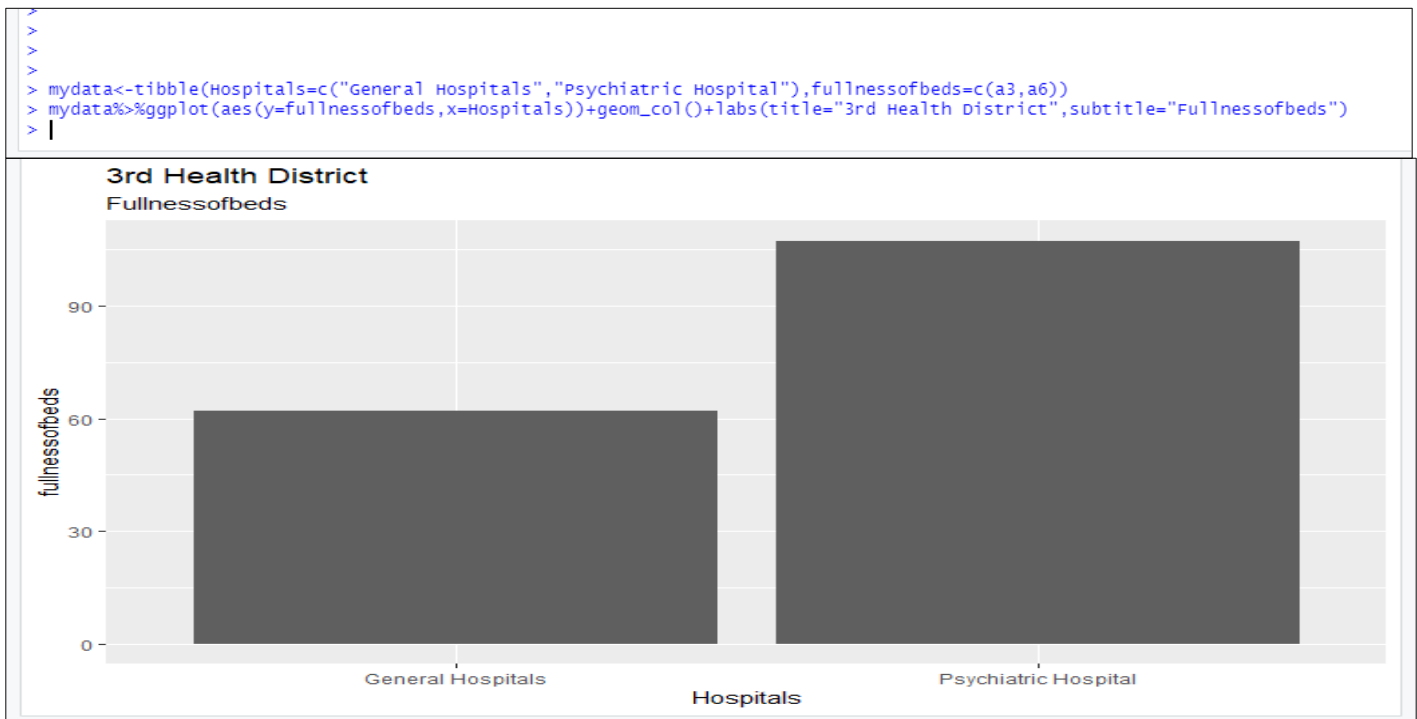 >
>
>
>
> mydata<-tibble(Hospitals=c("General Hospitals","Psychiatric Hospital"),fullnessofbeds=c(a3,a6))
> mydata%>%ggplot(aes(y=fullnessofbeds,x=Hospitals))+geom_col()+labs(title="3rd Health District",subtitle="Fullnessofbeds")
>
3rd Health District
Fullnessofbeds
90
60
30
0
fullnessofbeds
General Hospitals Psychiatric Hospital
Hospitals